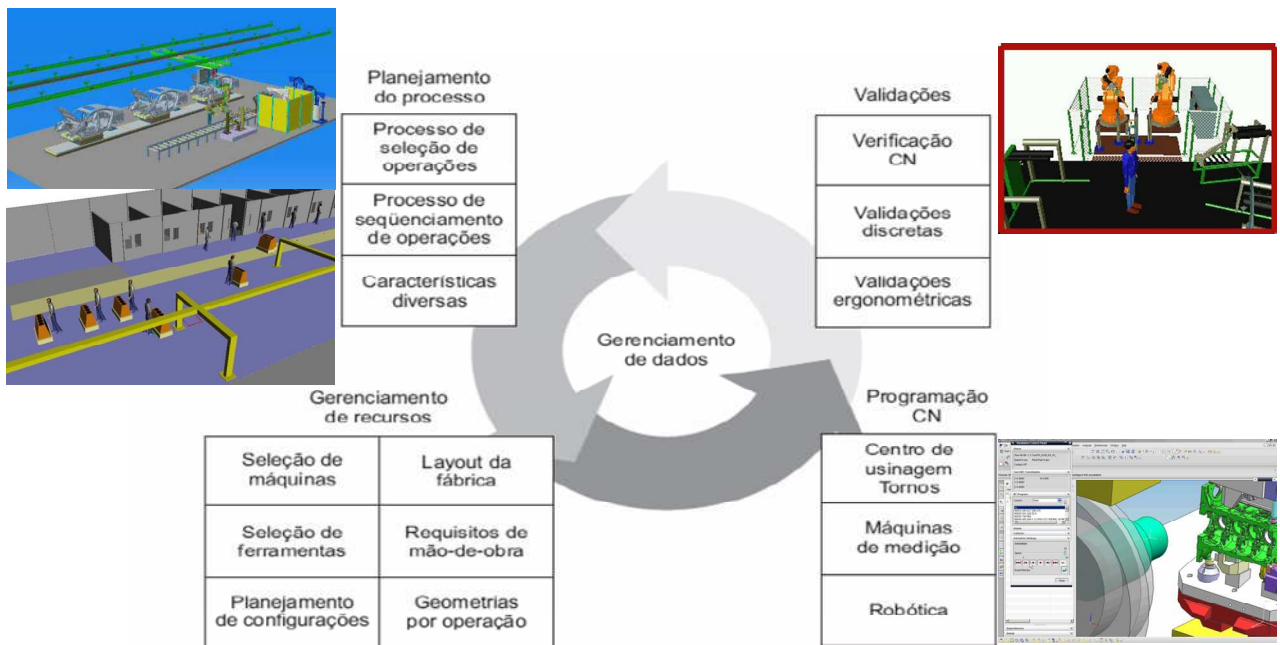 Planejamento
do processo
Processo de
seleção de
operações
Processo de
seqüenciamento
de operações
Características
diversas
Validações
Verificação
CN
Validações
discretas
Validações
ergonométricas
Gerenciamento
de dados
Gerenciamento
de recursos
Seleção de
máquinas
Layout da
fábrica
Seleção de
ferramentas
Requisitos de
mão-de-obra
Planejamento
de configurações
Geometrias
por operação
Programação
CN
Centro de
usinagem
Tornos
Máquinas
de medição
Robótica